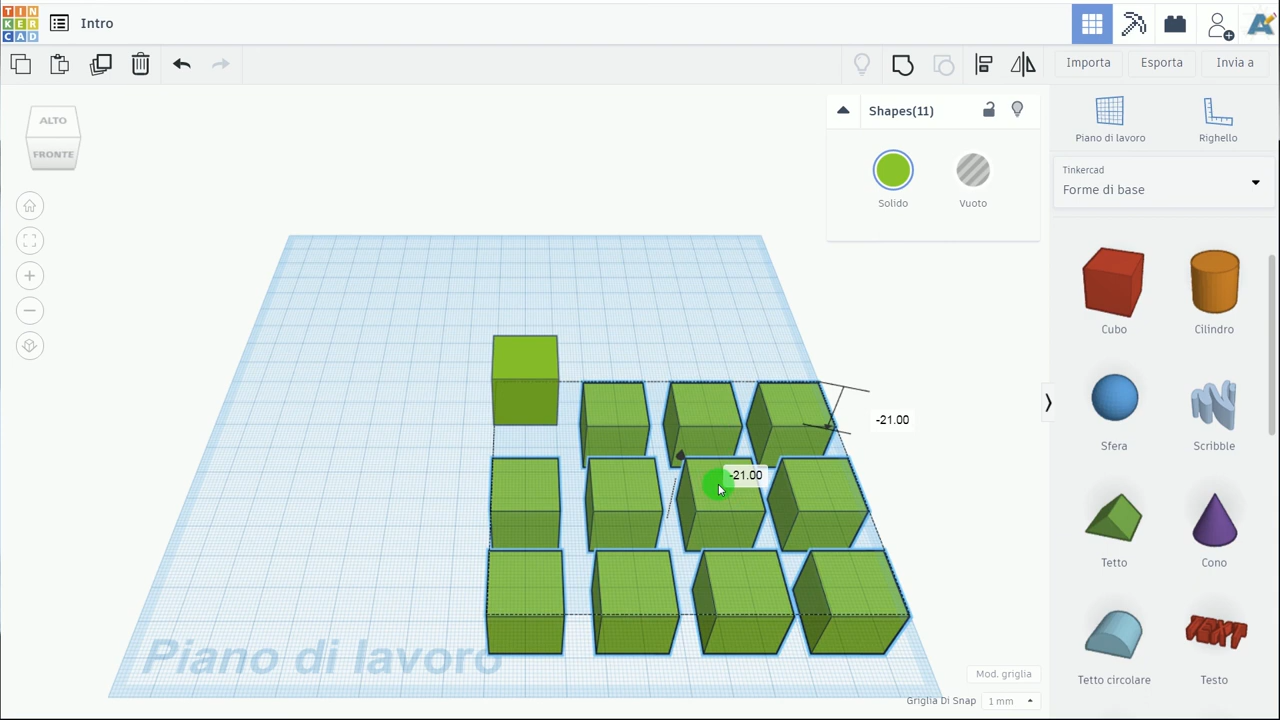 TIN
KER
CAD
Intro
Importa
Esporta
Invia a
ALTO
FRONTE
Shapes(11)
Solido
Vuoto
Piano di lavoro
Righello
Tinkercad
Forme di base
Cubo
Cilindro
Sfera
Scribble
Tetto
Cono
TEXT
Tetto circolare
Testo
-21.00
-21.00
Piano di lavoro
Mod. griglia
Griglia Di Snap
1 mm